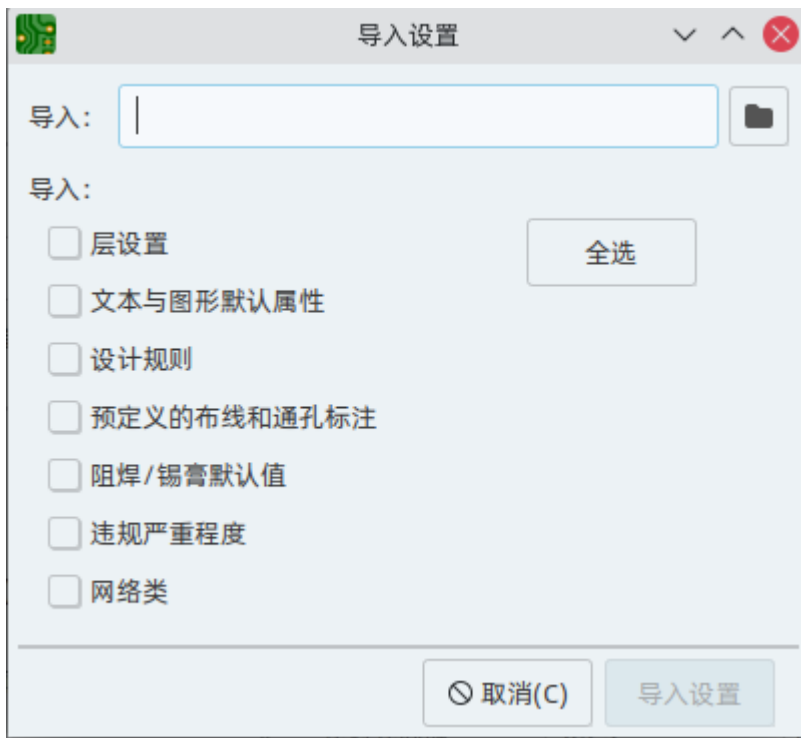 导入设置
导入:
导入:
层设置
全选
文本与图形默认属性
设计规则
预定义的布线和通孔标注
阻焊/锡膏默认值
违规严重程度
网络类
取消(C)
导入设置